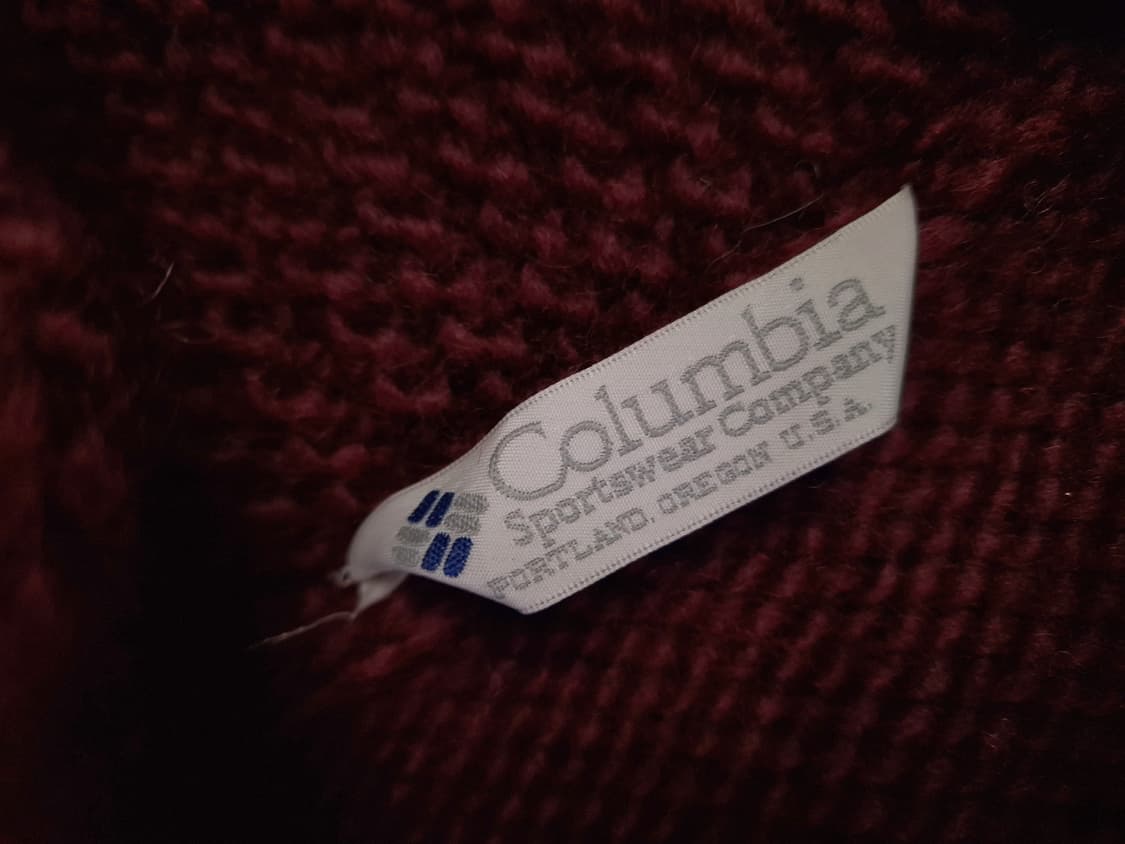 Columbia
Sportswear Company
PORTLAND, OREGON U.S.A.